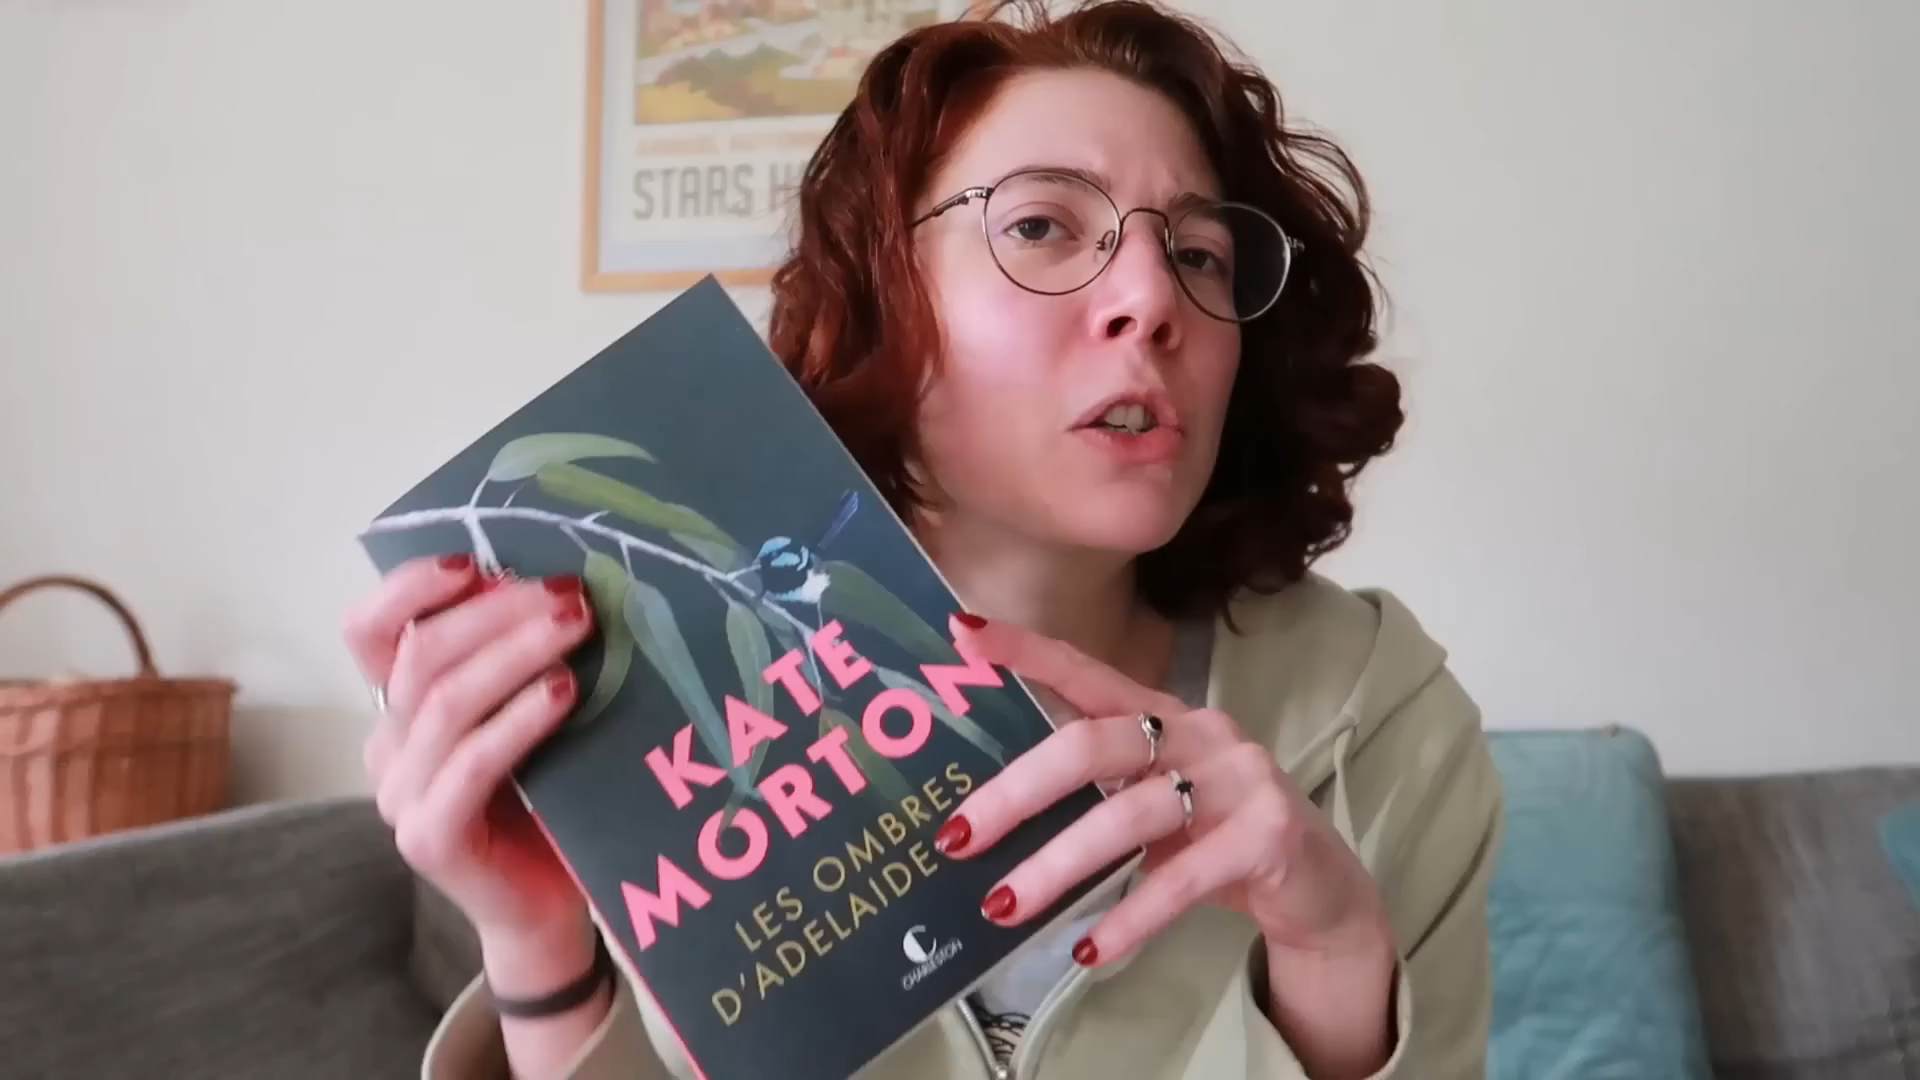 STARS H
KATE
MORTON
LES OMBRES
D'ADELAIDE
CHARLESTON